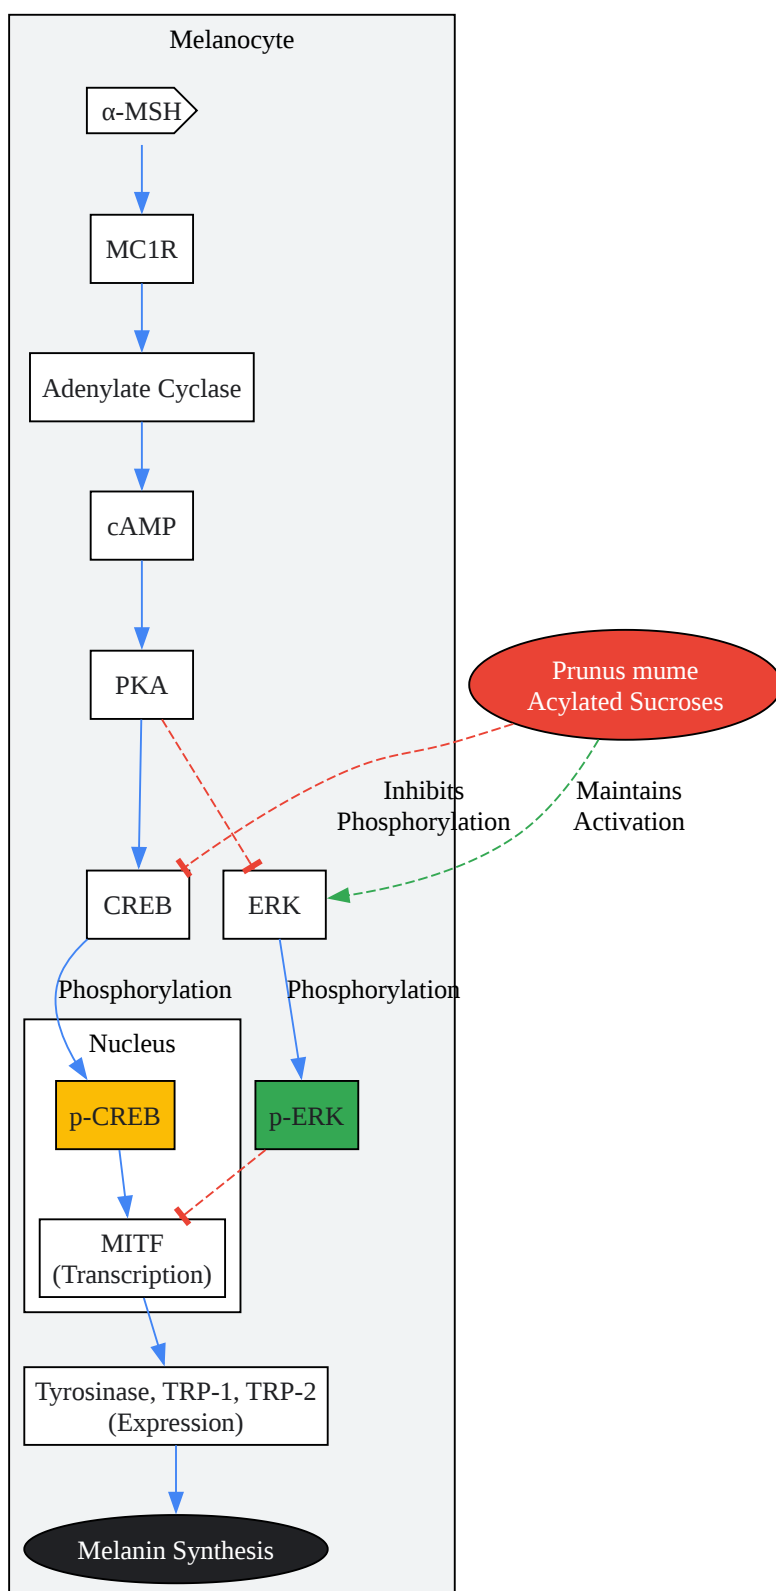 Melanocyte
α-MSH
MC1R
Adenylate Cyclase
cAMP
PKA
Prunus mume
Acylated Sucroses
Inhibits
Phosphorylation
Maintains
Activation
CREB
ERK
Phosphorylation
Phosphorylation
Nucleus
p-CREB
p-ERK
MITF
(Transcription)
Tyrosinase, TRP-1, TRP-2
(Expression)
Melanin Synthesis